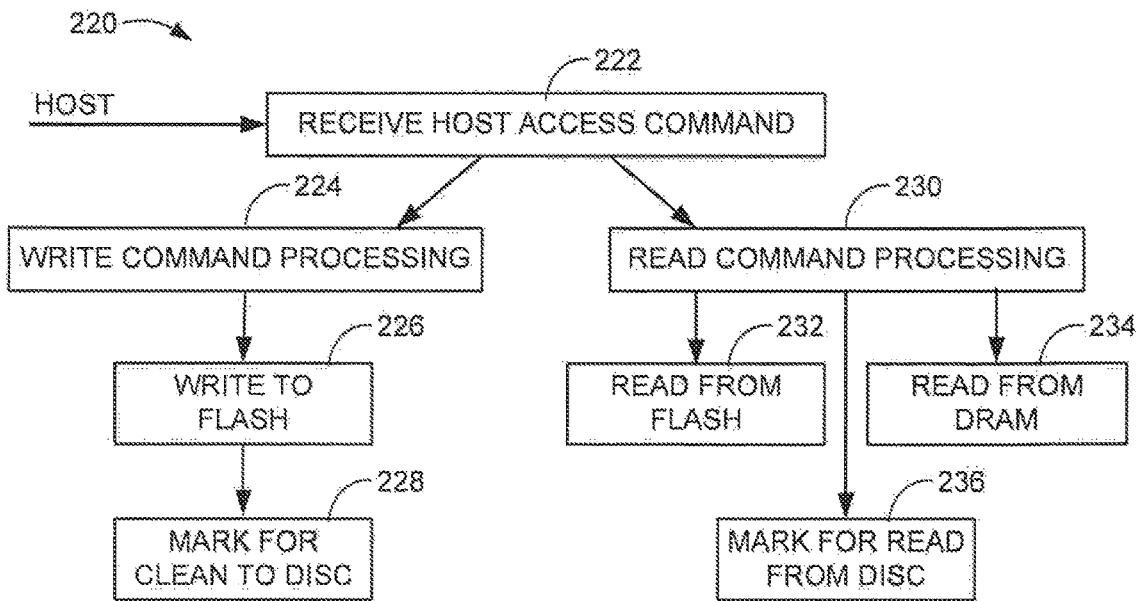 220
222
HOST
RECEIVE HOST ACCESS COMMAND
224
230
WRITE COMMAND PROCESSING
READ COMMAND PROCESSING
226
232
234
WRITE TO
FLASH
READ FROM
FLASH
READ FROM
DRAM
228
236
MARK FOR
CLEAN TO DISC
MARK FOR READ
FROM DISC